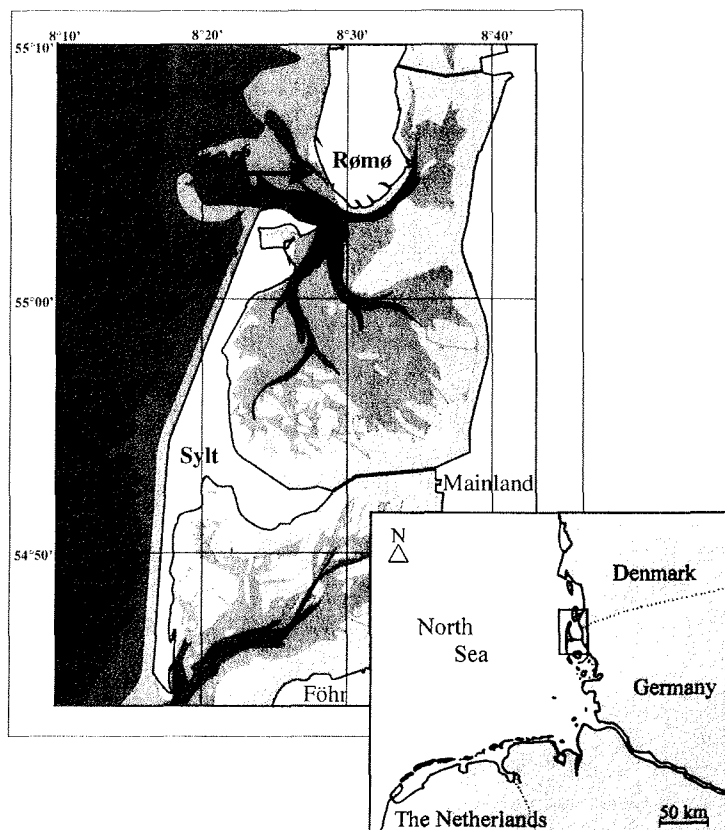 8°10' 8°20' 8°30' 8°40'
55°10'
Rømø
55°00'
Sylt
Mainland
54°50'
Föhr
N
Denmark
North
Sea
Germany
The Netherlands
50 km